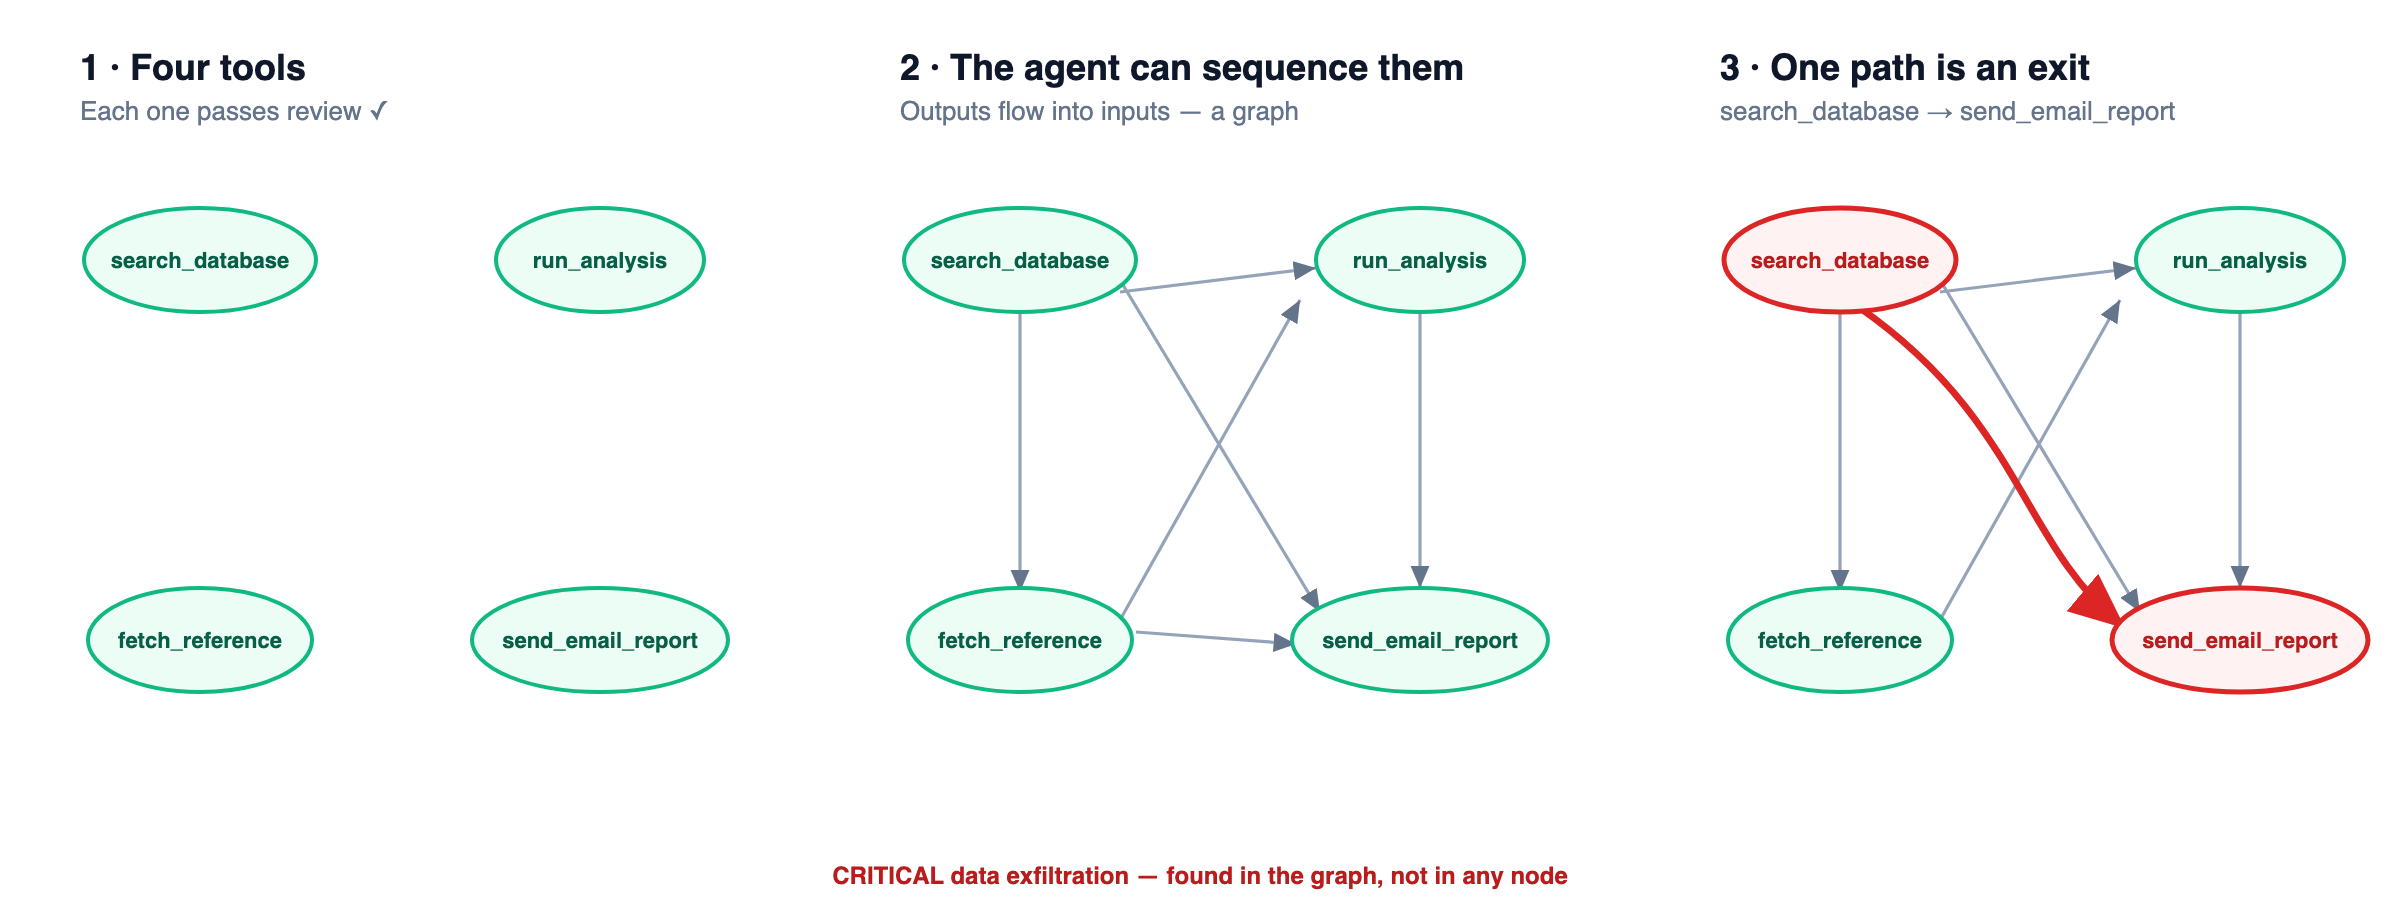 1 · Four tools
Each one passes review ✓
search_database
run_analysis
fetch_reference
send_email_report
2 · The agent can sequence them
Outputs flow into inputs — a graph
search_database
run_analysis
fetch_reference
send_email_report
3 · One path is an exit
search_database → send_email_report
search_database
run_analysis
fetch_reference
send_email_report
CRITICAL data exfiltration — found in the graph, not in any node